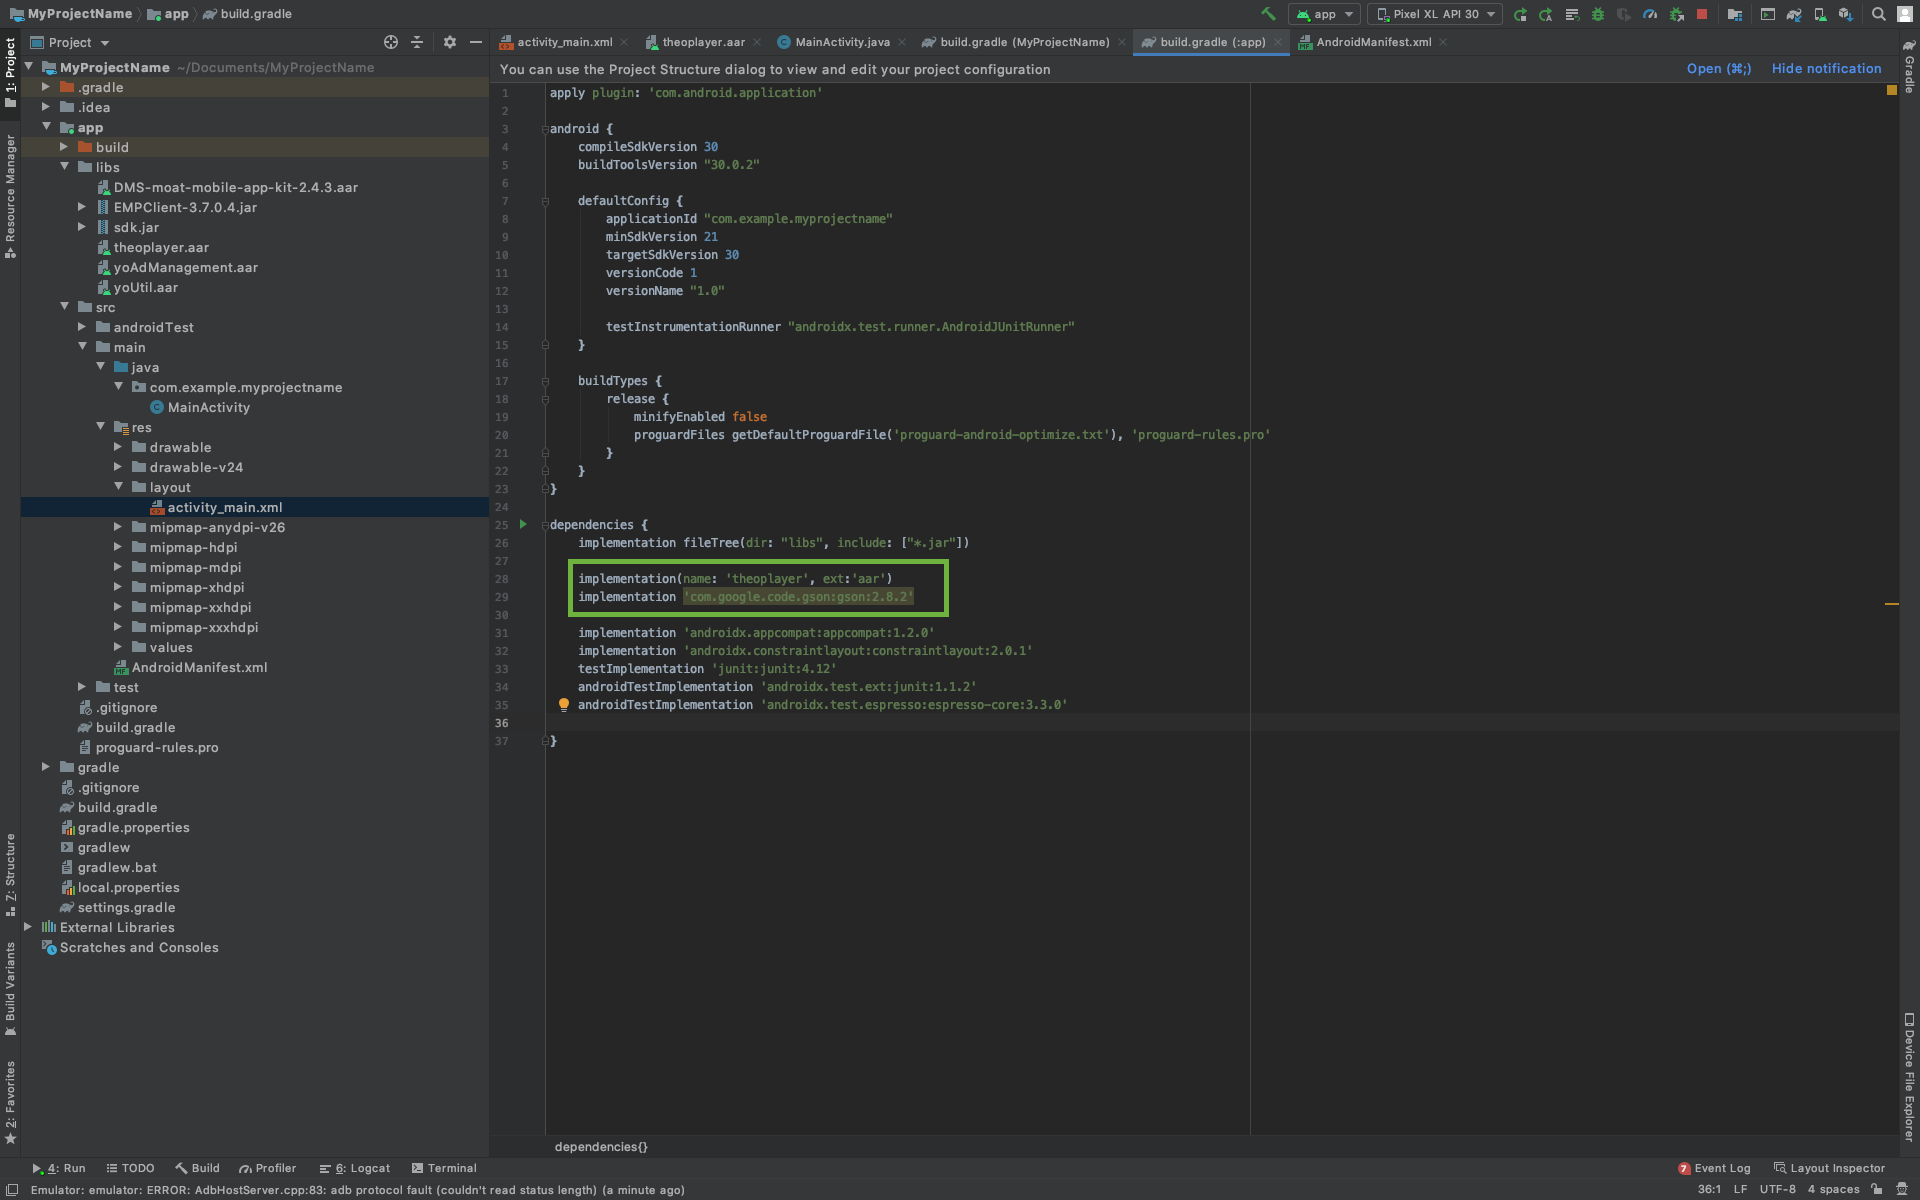 MyProjectName app build.gradle
app Pixel XL API 30
Project
activity_main.xml theoplayer.aar MainActivity.java build.gradle (MyProjectName) build.gradle (:app) AndroidManifest.xml
You can use the Project Structure dialog to view and edit your project configuration Open (⌘;) Hide notification
1: Project
Resource Manager
Z: Structure
Build Variants
2: Favorites
MyProjectName ~/Documents/MyProjectName
.gradle
.idea
app
build
libs
DMS-moat-mobile-app-kit-2.4.3.aar
EMPClient-3.7.0.4.jar
sdk.jar
theoplayer.aar
yoAdManagement.aar
yoUtil.aar
src
androidTest
main
java
com.example.myprojectname
MainActivity
res
drawable
drawable-v24
layout
activity_main.xml
mipmap-anydpi-v26
mipmap-hdpi
mipmap-mdpi
mipmap-xhdpi
mipmap-xxhdpi
mipmap-xxxhdpi
values
AndroidManifest.xml
test
.gitignore
build.gradle
proguard-rules.pro
gradle
.gitignore
build.gradle
gradle.properties
gradlew
gradlew.bat
local.properties
settings.gradle
External Libraries
Scratches and Consoles
1 apply plugin: 'com.android.application'
2
3 android {
4 compileSdkVersion 30
5 buildToolsVersion "30.0.2"
6
7 defaultConfig {
8 applicationId "com.example.myprojectname"
9 minSdkVersion 21
10 targetSdkVersion 30
11 versionCode 1
12 versionName "1.0"
13
14 testInstrumentationRunner "androidx.test.runner.AndroidJUnitRunner"
15 }
16
17 buildTypes {
18 release {
19 minifyEnabled false
20 proguardFiles getDefaultProguardFile('proguard-android-optimize.txt'), 'proguard-rules.pro'
21 }
22 }
23 }
24
25 dependencies {
26 implementation fileTree(dir: "libs", include: ["*.jar"])
27
28 implementation(name: 'theoplayer', ext:'aar')
29 implementation 'com.google.code.gson:gson:2.8.2'
30
31 implementation 'androidx.appcompat:appcompat:1.2.0'
32 implementation 'androidx.constraintlayout:constraintlayout:2.0.1'
33 testImplementation 'junit:junit:4.12'
34 androidTestImplementation 'androidx.test.ext:junit:1.1.2'
35 androidTestImplementation 'androidx.test.espresso:espresso-core:3.3.0'
36
37 }
dependencies{}
Gradle
Device File Explorer
4: Run TODO Build Profiler 6: Logcat Terminal 7 Event Log Layout Inspector
Emulator: emulator: ERROR: AdbHostServer.cpp:83: adb protocol fault (couldn't read status length) (a minute ago) 36:1 LF UTF-8 4 spaces